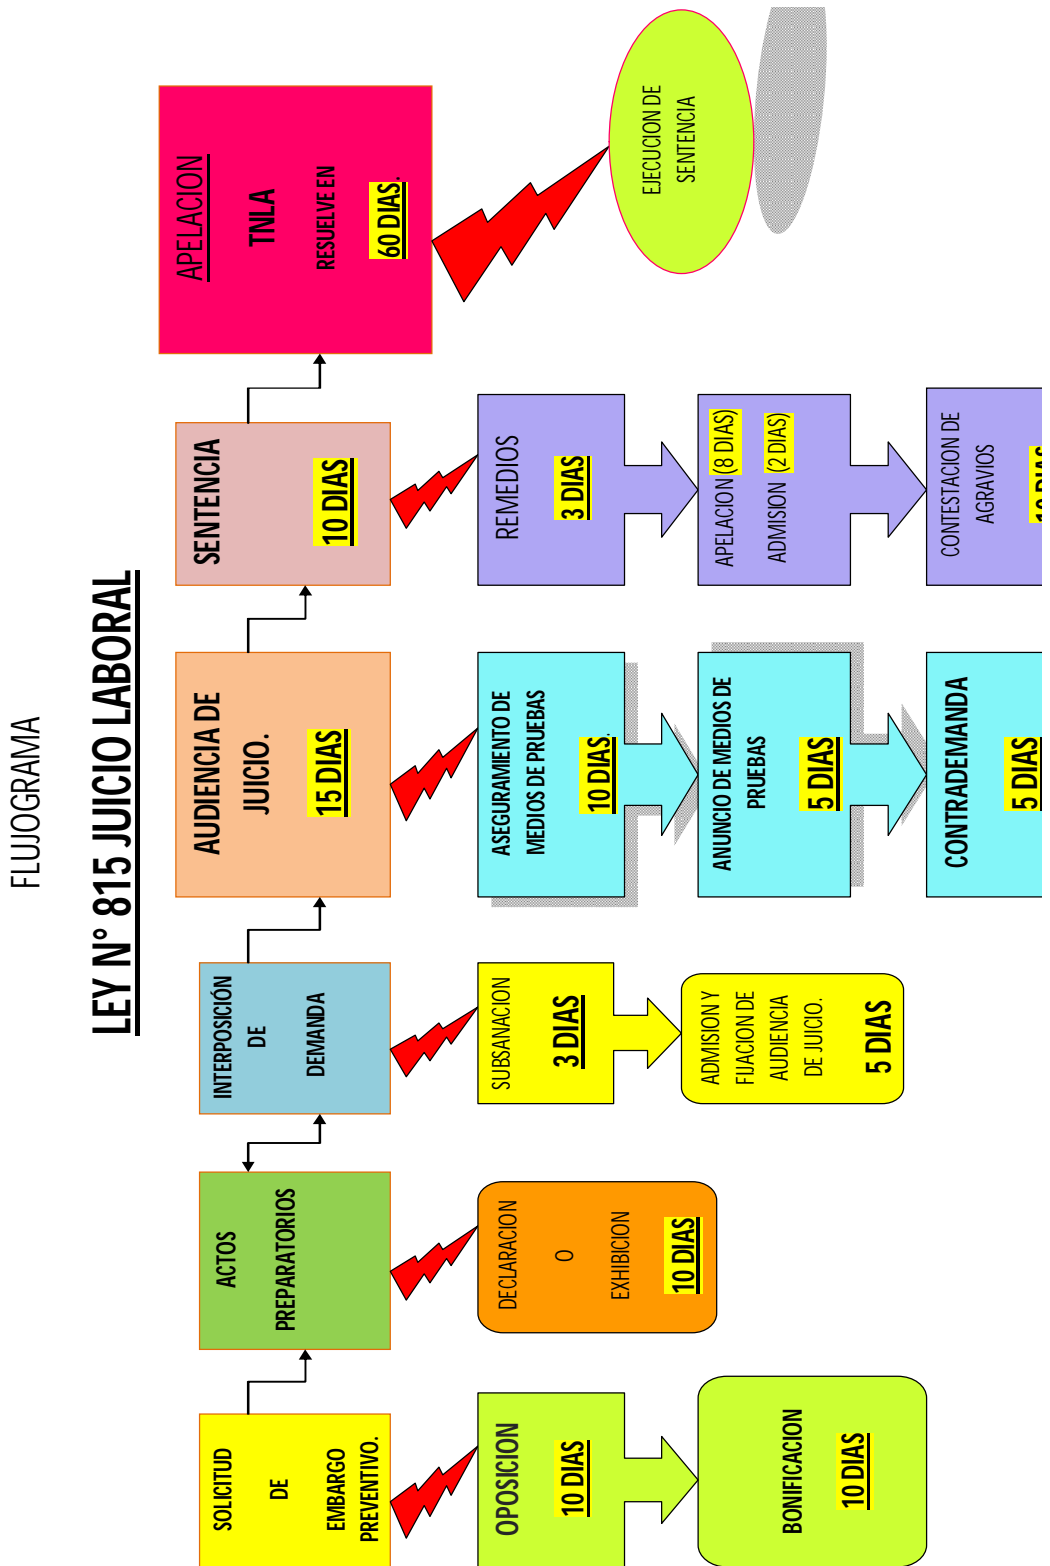 FLUJOGRAMA
LEY N° 815 JUICIO LABORAL
SOLICITUD
DE
EMBARGO
PREVENTIVO.
ACTOS
PREPARATORIOS
INTERPOSICIÓN
DE
DEMANDA
AUDIENCIA DE
JUICIO.
15 DIAS
SENTENCIA
10 DIAS
APELACION
TNLA
RESUELVE EN
60 DIAS.
OPOSICION
10 DIAS
BONIFICACION
10 DIAS
DECLARACION
O
EXHIBICION
10 DIAS
SUBSANACION
3 DIAS
ADMISION Y
FIJACION DE
AUDIENCIA
DE JUICIO.
5 DIAS
ASEGURAMIENTO DE
MEDIOS DE PRUEBAS
10 DIAS.
ANUNCIO DE MEDIOS DE
PRUEBAS
5 DIAS
CONTRADEMANDA
5 DIAS
REMEDIOS
3 DIAS
APELACION (8 DIAS)
ADMISION (2 DIAS)
CONTESTACION DE
AGRAVIOS
10 DIAS
EJECUCION DE
SENTENCIA